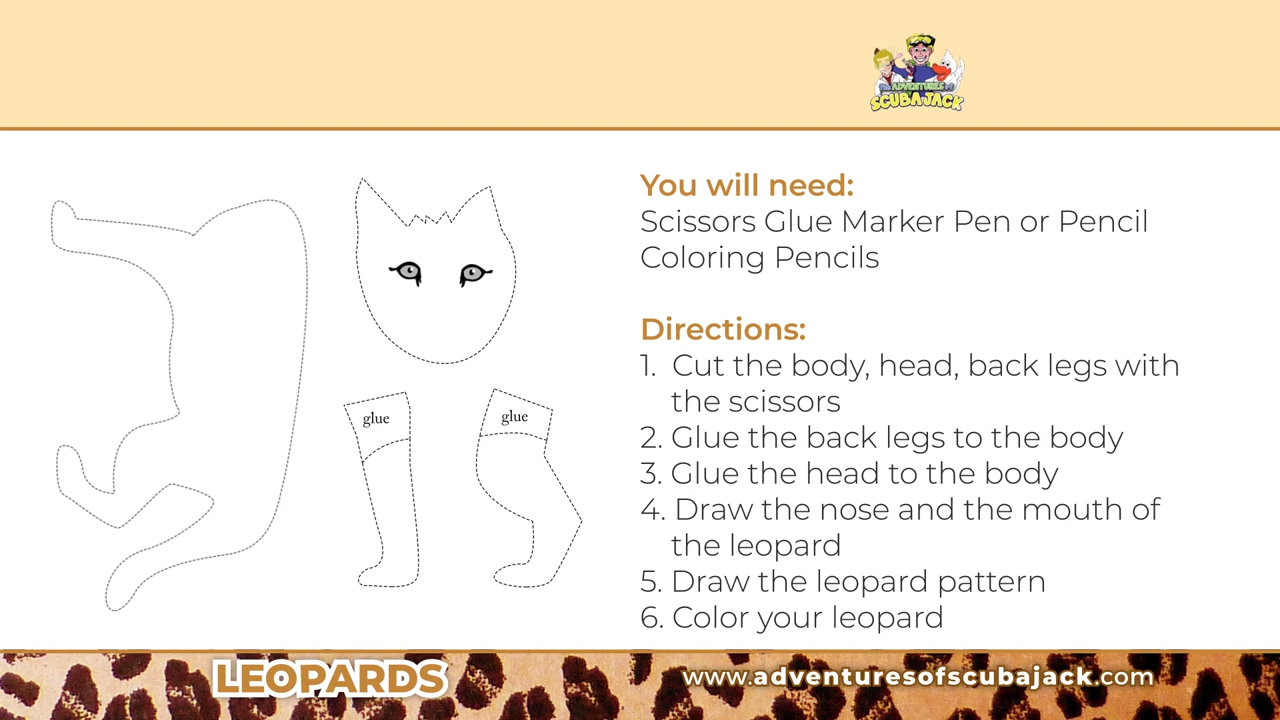 THE ADVENTURES OF
SCUBA JACK
You will need:
Scissors Glue Marker Pen or Pencil
Coloring Pencils
Directions:
1. Cut the body, head, back legs with
the scissors
2. Glue the back legs to the body
3. Glue the head to the body
4. Draw the nose and the mouth of
the leopard
5. Draw the leopard pattern
6. Color your leopard
glue
glue
LEOPARDS
www.adventuresofscubajack.com